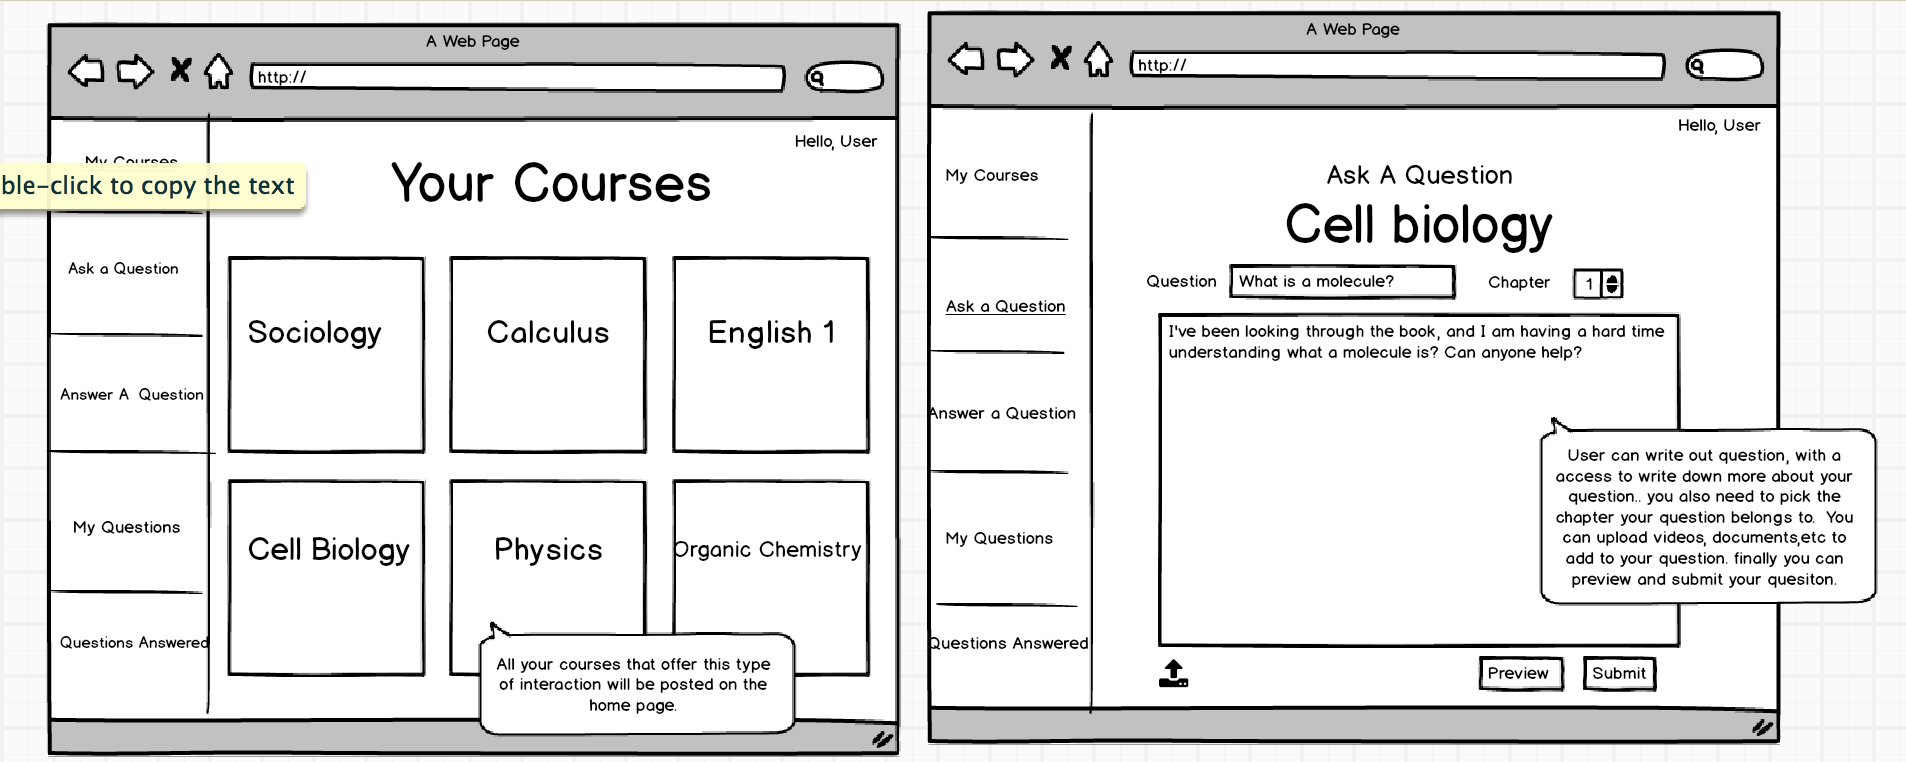 A Web Page
http://
Hello, User
My Courses
ble-click to copy the text
Your Courses
Ask a Question
Answer A Question
My Questions
Questions Answered
Sociology
Calculus
English 1
Cell Biology
Physics
Organic Chemistry
All your courses that offer this type
of interaction will be posted on the
home page.
A Web Page
http://
Hello, User
My Courses
Ask a Question
Answer a Question
My Questions
Questions Answered
Ask A Question
Cell biology
Question What is a molecule? Chapter 1
I've been looking through the book, and I am having a hard time
understanding what a molecule is? Can anyone help?
User can write out question, with a
access to write down more about your
question.. you also need to pick the
chapter your question belongs to. You
can upload videos, documents,etc to
add to your question. finally you can
preview and submit your quesiton.
Preview Submit